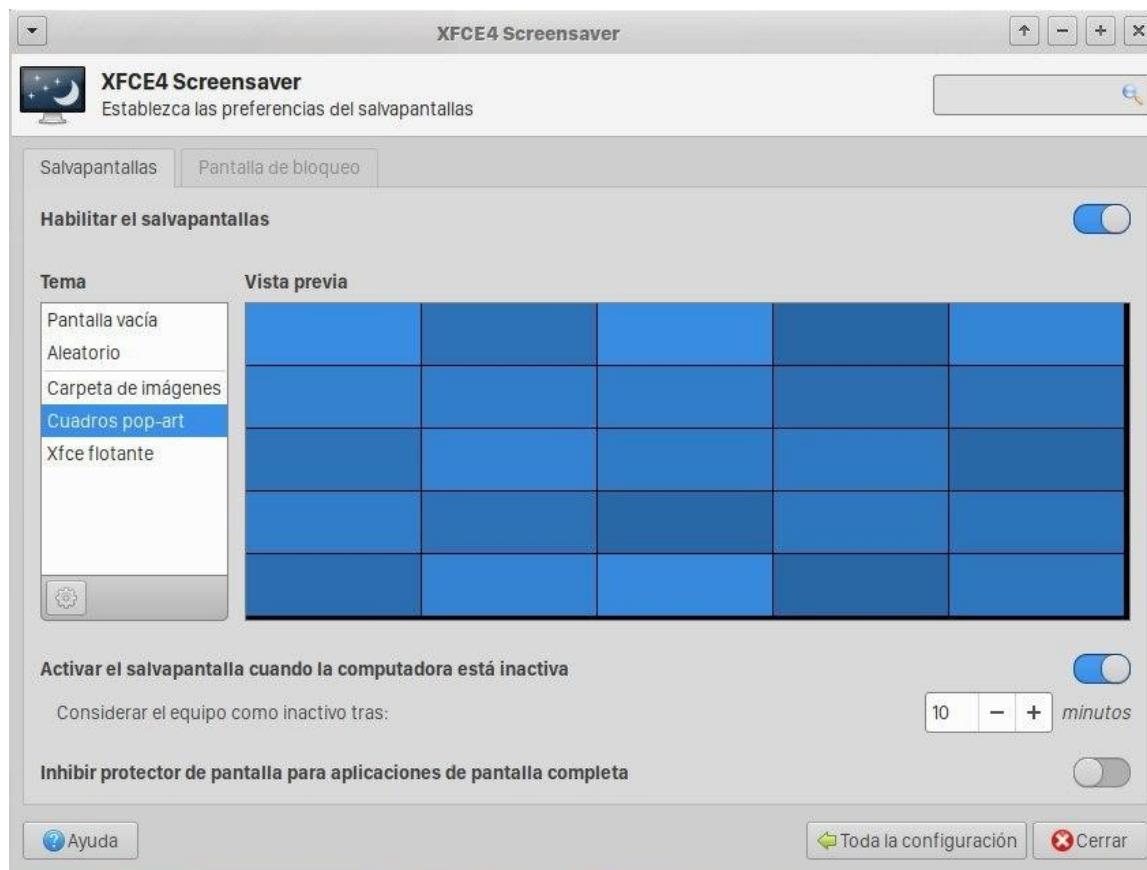 XFCE4 Screensaver
XFCE4 Screensaver
Establezca las preferencias del salvapantallas
Salvapantallas
Pantalla de bloqueo
Habilitar el salvapantallas
Tema
Vista previa
Pantalla vacía
Aleatorio
Carpeta de imágenes
Cuadros pop-art
Xfce flotante
Activar el salvapantalla cuando la computadora está inactiva
Considerar el equipo como inactivo tras:
10
minutos
Inhibir protector de pantalla para aplicaciones de pantalla completa
Ayuda
Toda la configuración
Cerrar